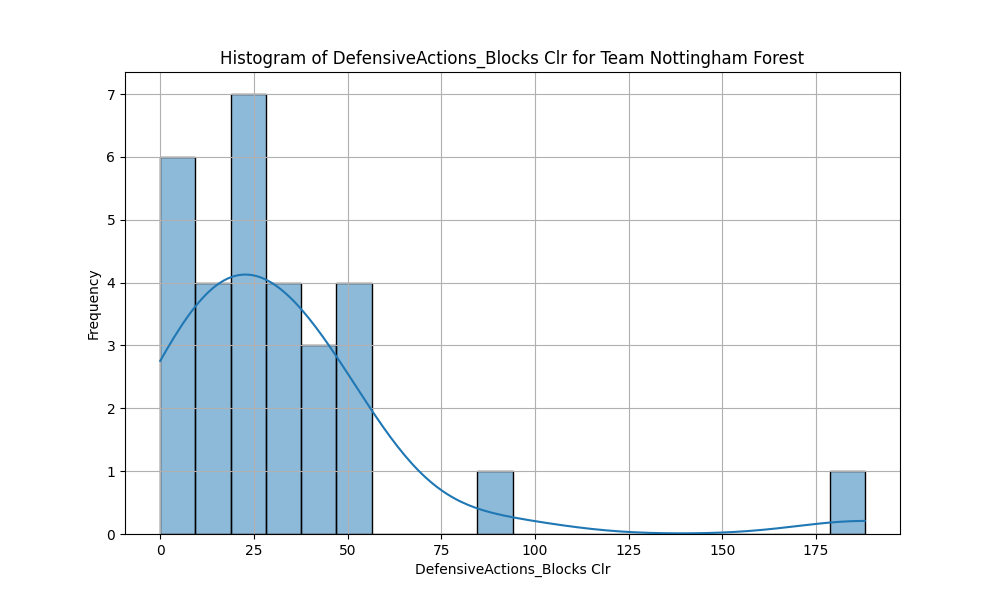 Histogram of DefensiveActions_Blocks Clr for Team Nottingham Forest
7
6
5
4
3
2
1
0
Frequency
0 25 50 75 100 125 150 175
DefensiveActions_Blocks Clr